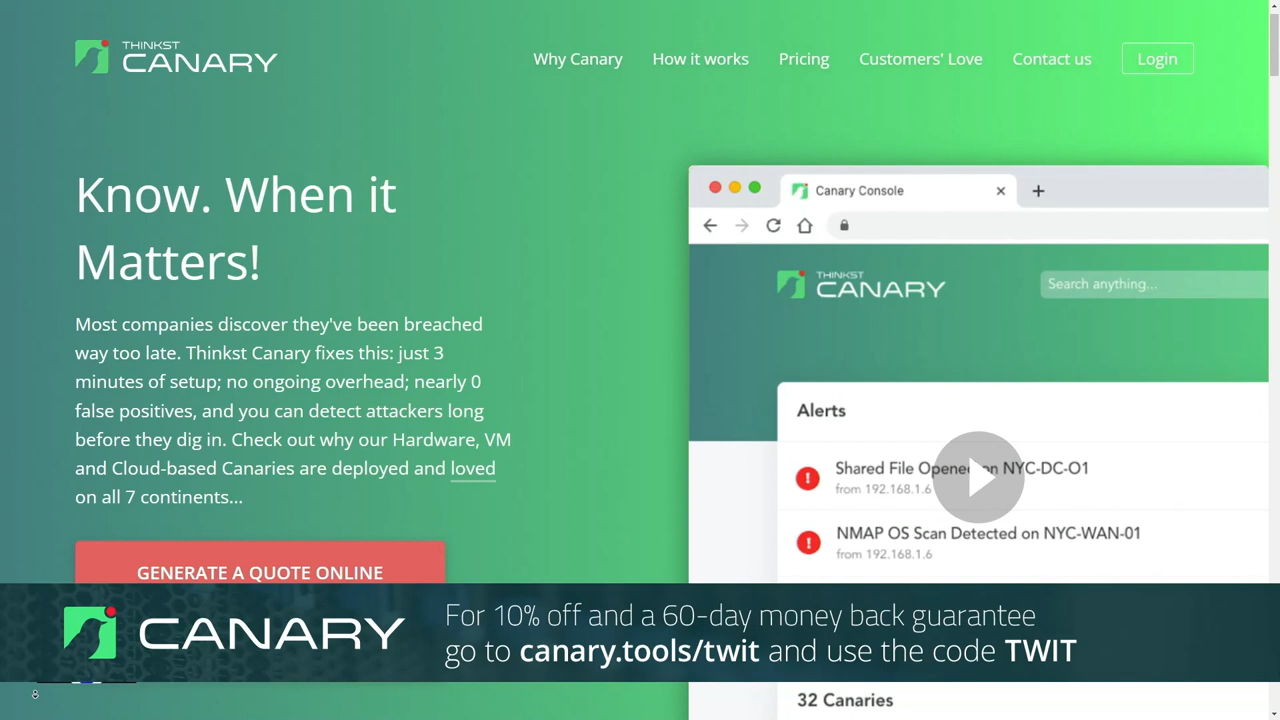 THINKST
CANARY
Why Canary
How it works
Pricing
Customers' Love
Contact us
Login
Know. When it
Matters!
Most companies discover they've been breached
way too late. Thinkst Canary fixes this: just 3
minutes of setup; no ongoing overhead; nearly 0
false positives, and you can detect attackers long
before they dig in. Check out why our Hardware, VM
and Cloud-based Canaries are deployed and loved
on all 7 continents...
GENERATE A QUOTE ONLINE
Canary Console
THINKST
CANARY
Search anything...
Alerts
Shared File Opened on NYC-DC-O1
from 192.168.1.6
NMAP OS Scan Detected on NYC-WAN-01
from 192.168.1.6
CANARY
For 10% off and a 60-day money back guarantee
go to canary.tools/twit and use the code TWIT
32 Canaries